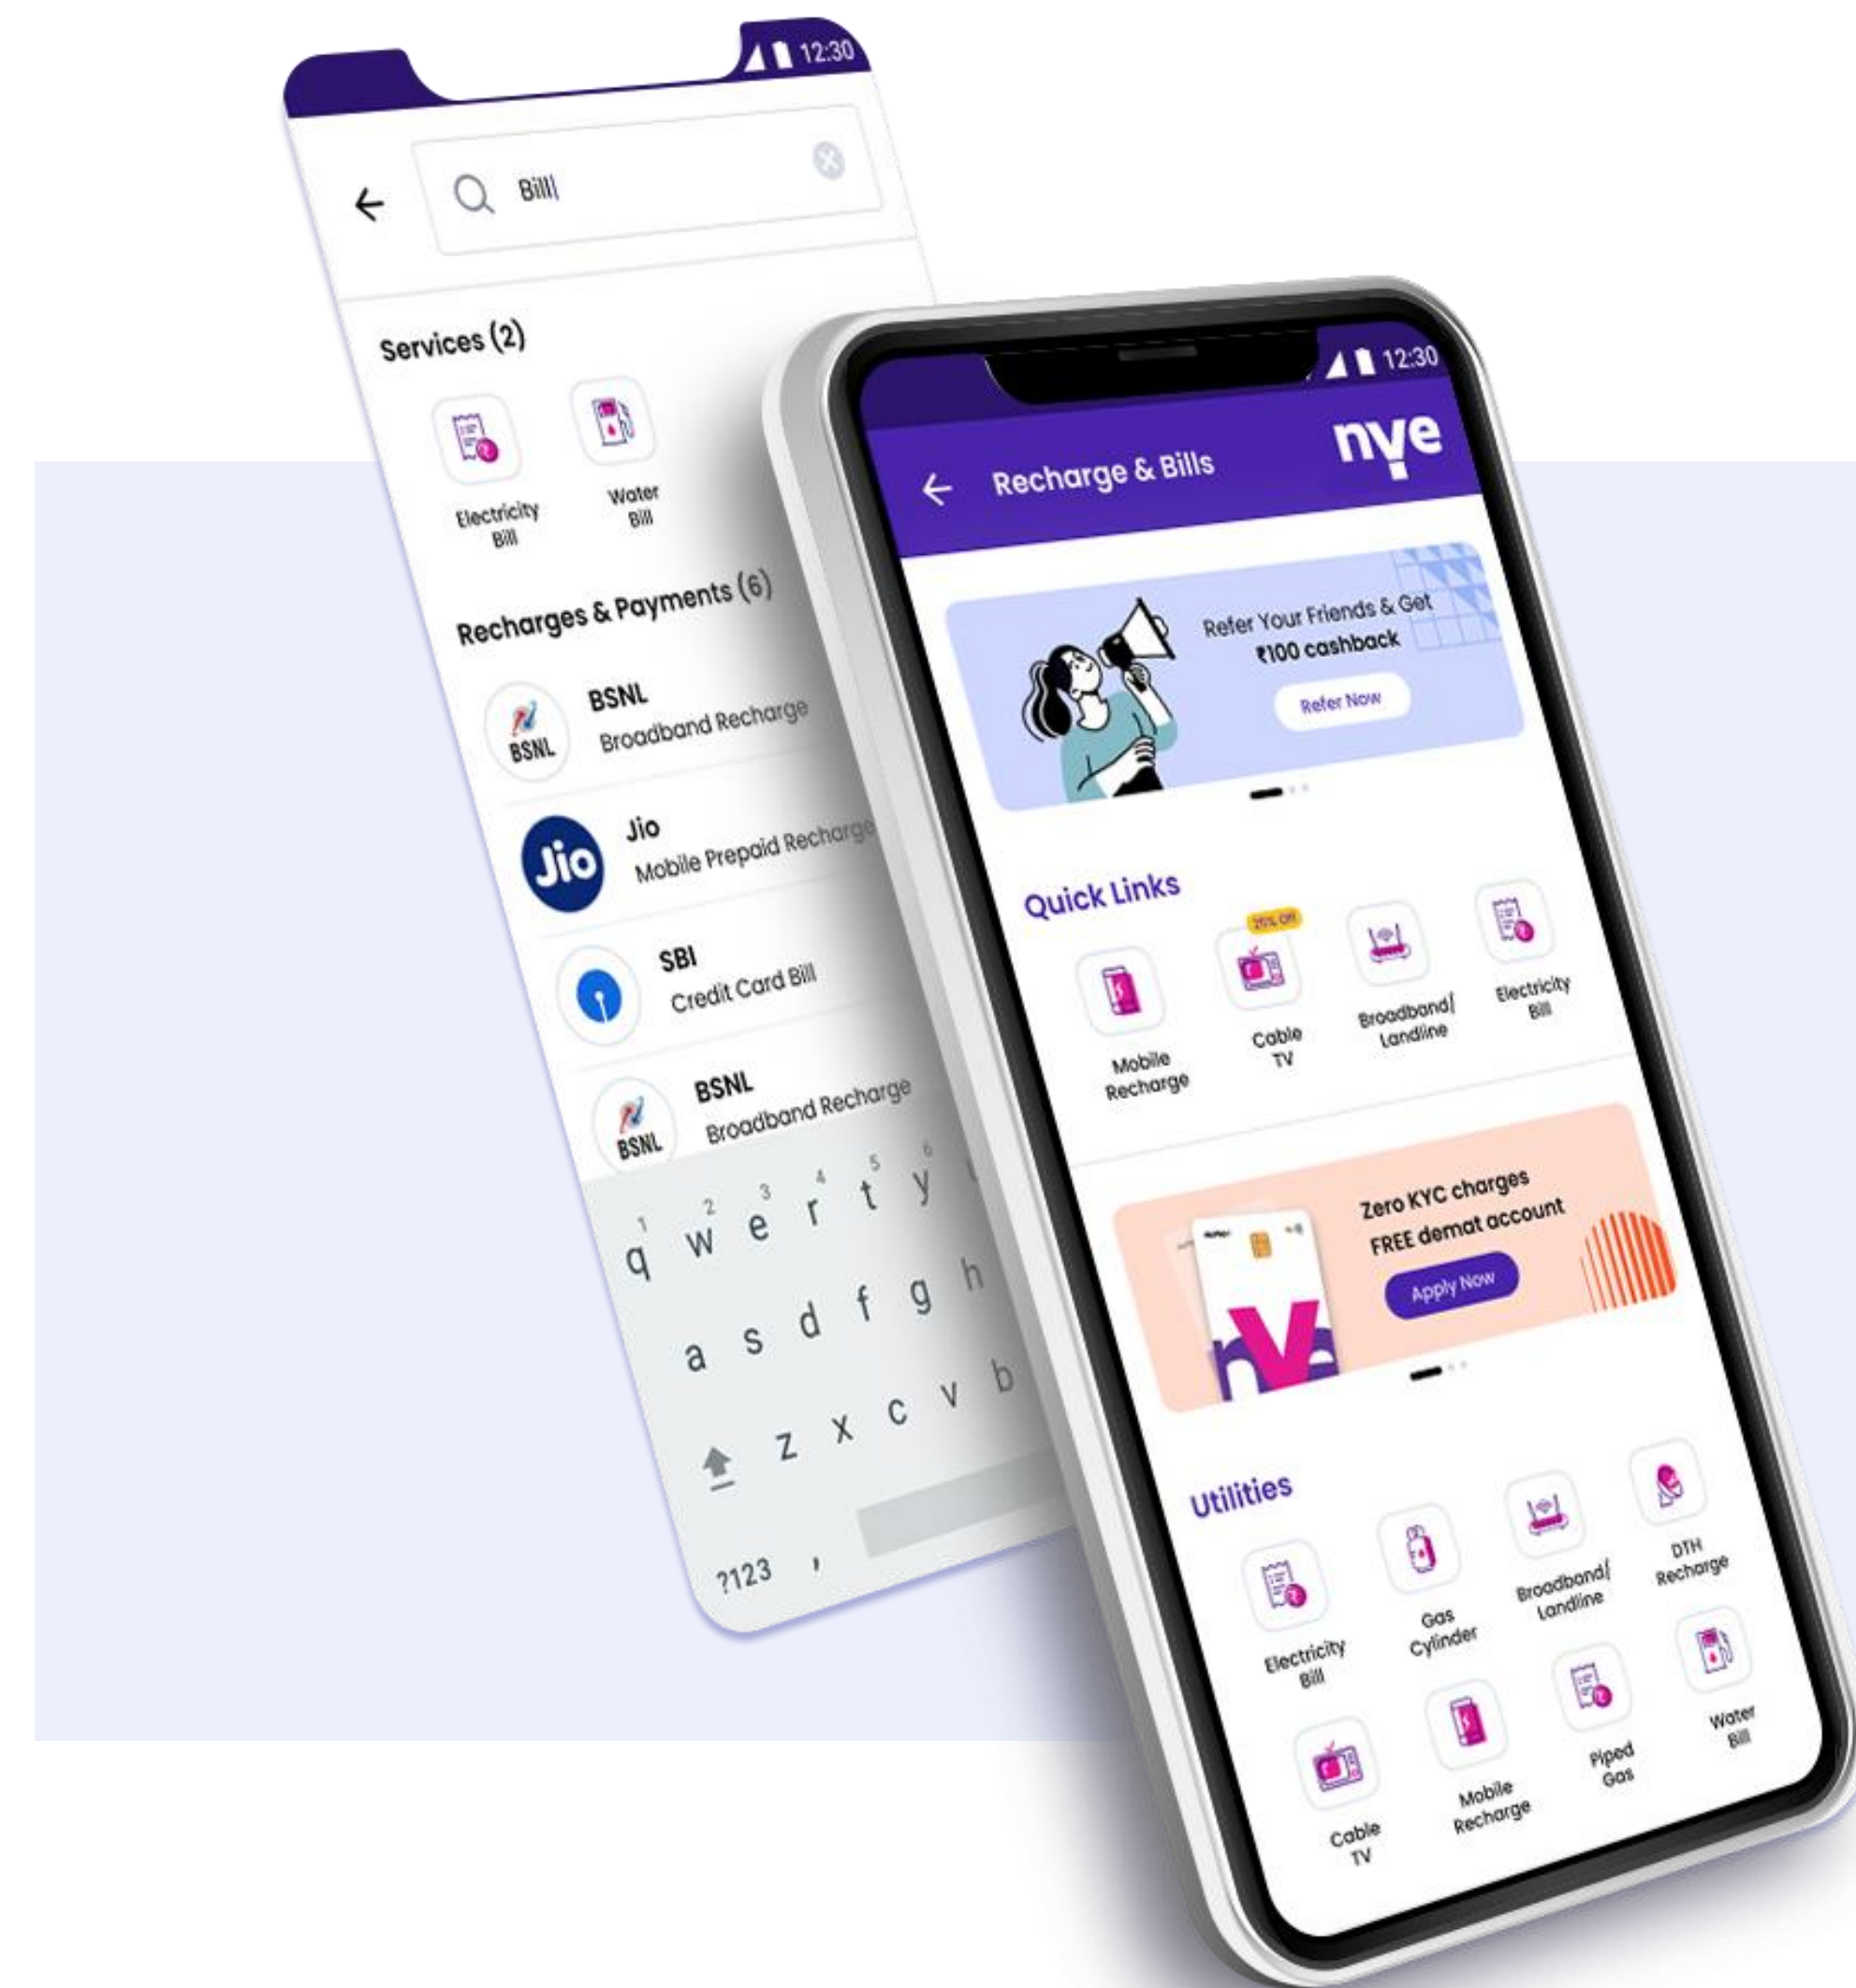 12:30
Bill
Services (2)
Electricity
Bill
Water
Bill
Recharges & Payments (6)
BSNL
BSNL
Broadband Recharge
Jio
Jio
Mobile Prepaid Recharge
SBI
Credit Card Bill
BSNL
BSNL
Broadband Recharge
1 2 3 4 5 6
q w e r t y
a s d f g h
z x c v b
?123 ,
12:30
Recharge & Bills
nye
Refer Your Friends & Get
₹100 cashback
Refer Now
Quick Links
25% Off
Mobile
Recharge
Cable
TV
Broadband/
Landline
Electricity
Bill
Zero KYC charges
FREE demat account
Apply Now
nye
Utilities
Electricity
Bill
Gas
Cylinder
Broadband/
Landline
DTH
Recharge
Cable
TV
Mobile
Recharge
Piped
Gas
Water
Bill